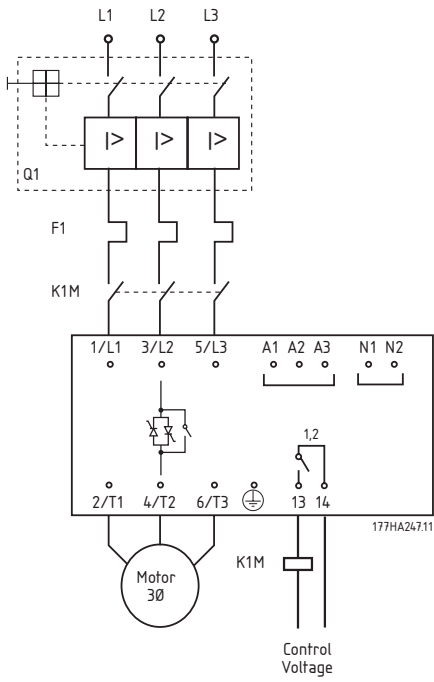 L1 L2 L3
I> I> I>
Q1
F1
K1M
1/L1 3/L2 5/L3 A1 A2 A3 N1 N2
1,2
2/T1 4/T2 6/T3 13 14
177HA247.11
K1M
Motor
3Ø
Control
Voltage